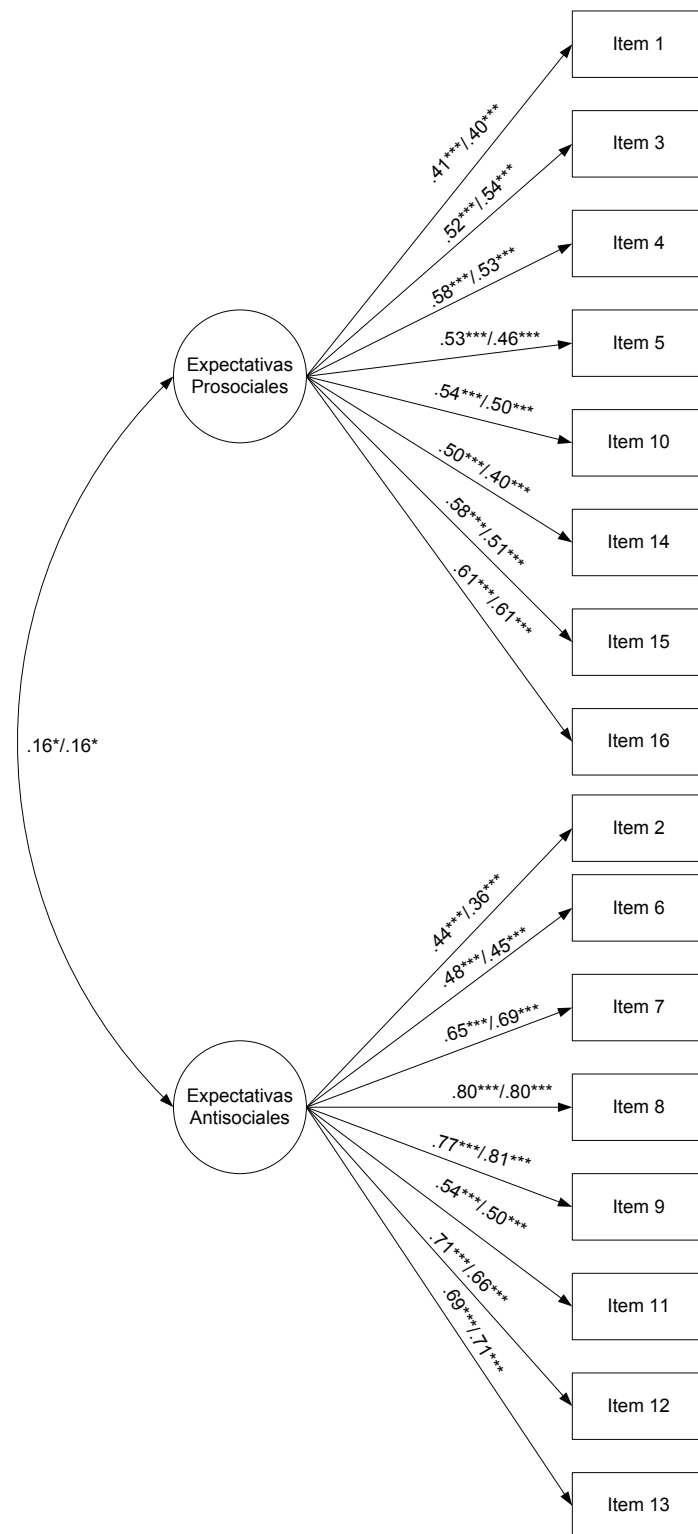 Item 1
.41***/.40***
Item 3
.52***/.54***
Item 4
.58***/.53***
Expectativas
Prosociales
.53***/.46***
Item 5
.54***/.50***
Item 10
.50***/.40***
Item 14
.58***/.51***
Item 15
.61***/.61***
Item 16
.16*/.16*
Item 2
.44***/.36***
Item 6
.48***/.45***
Item 7
.65***/.69***
Expectativas
Antisociales
.80***/.80***
Item 8
.77***/.81***
Item 9
.54***/.50***
Item 11
.71***/.66***
Item 12
.69***/.71***
Item 13